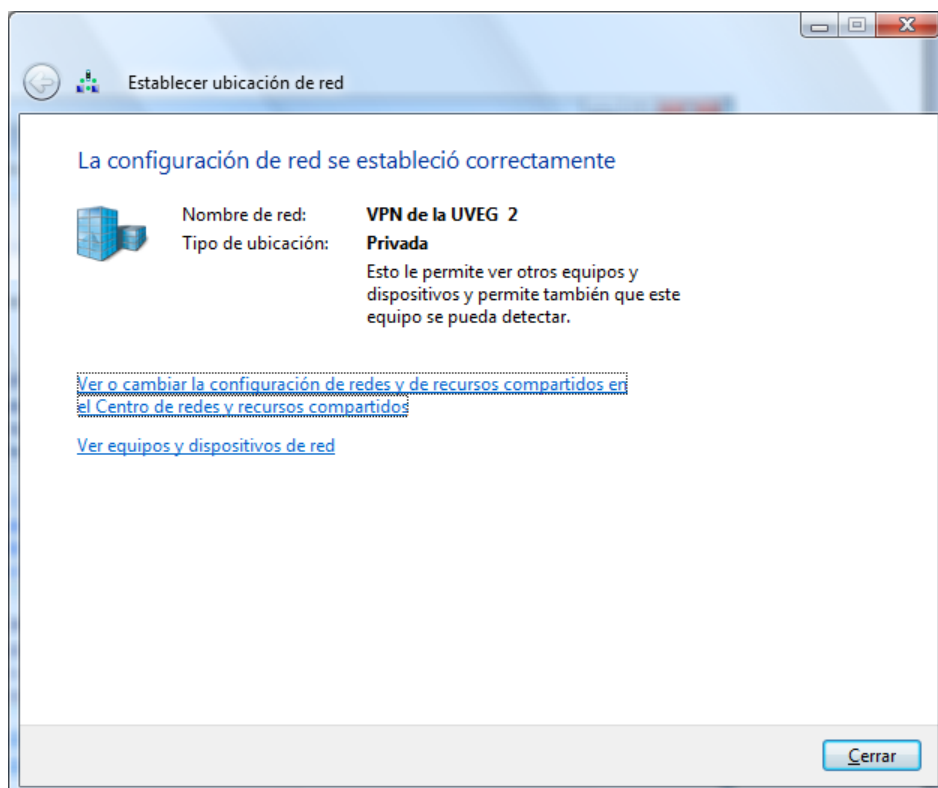 Establecer ubicación de red
La configuración de red se estableció correctamente
Nombre de red: VPN de la UVEG 2
Tipo de ubicación: Privada
Esto le permite ver otros equipos y
dispositivos y permite también que este
equipo se pueda detectar.
Ver o cambiar la configuración de redes y de recursos compartidos en
el Centro de redes y recursos compartidos
Ver equipos y dispositivos de red
Cerrar